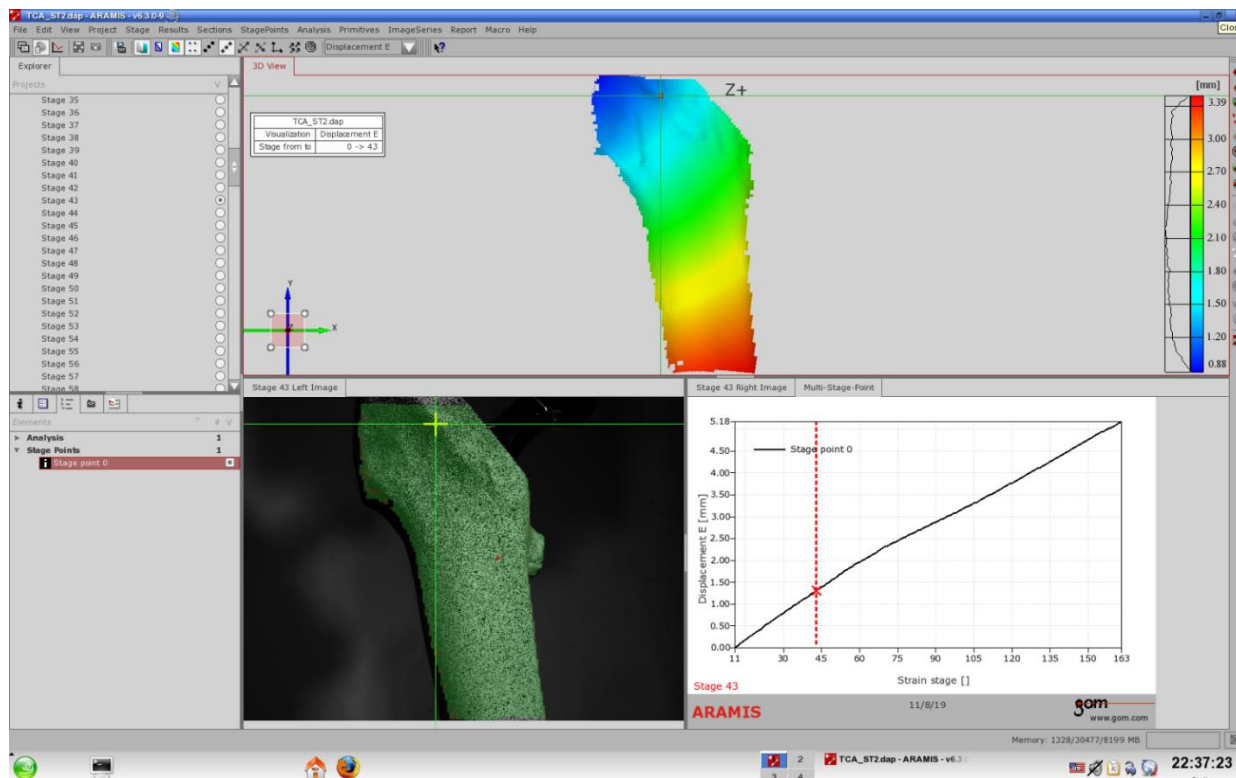 TCA_ST2.dap - ARAMIS - v6.3.0-9
Clos
File Edit View Project Stage Results Sections StagePoints Analysis Primitives ImageSeries Report Macro Help
Displacement E
Explorer
Projects V
Stage 35
Stage 36
Stage 37
Stage 38
Stage 39
Stage 40
Stage 41
Stage 42
Stage 43
Stage 44
Stage 45
Stage 46
Stage 47
Stage 48
Stage 49
Stage 50
Stage 51
Stage 52
Stage 53
Stage 54
Stage 55
Stage 56
Stage 57
Stage 58
Elements # V
Analysis 1
Stage Points 1
Stage point 0
3D View
TCA_ST2.dap
Visualization Displacement E
Stage from to 0 -> 43
Z+
Y
X
[mm]
3.39
3.00
2.70
2.40
2.10
1.80
1.50
1.20
0.88
Stage 43 Left Image
Stage 43 Right Image Multi-Stage-Point
5.18
4.50
4.00
3.50
3.00
2.50
2.00
1.50
1.00
0.50
0.00
Displacement E [mm]
Stage point 0
11 30 45 60 75 90 105 120 135 150 163
Strain stage []
Stage 43
ARAMIS
11/8/19
gom
www.gom.com
Memory: 1328/30477/8199 MB
2
TCA_ST2.dap - ARAMIS - v6.3
22:37:23
3 4